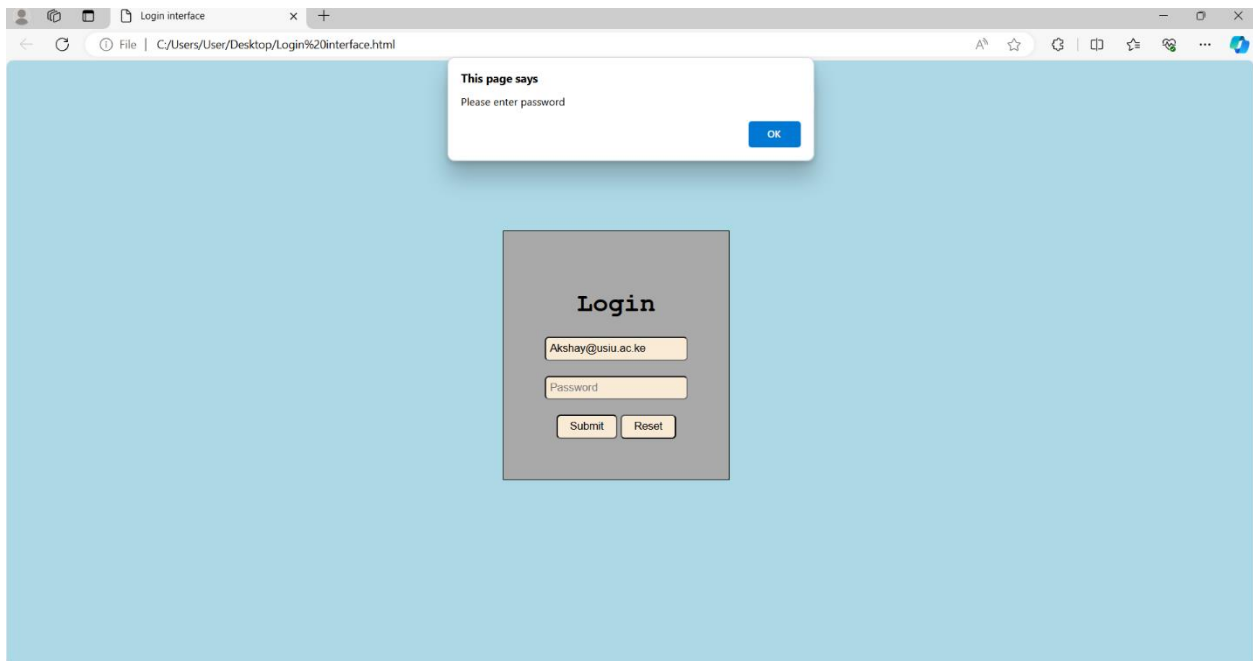 Login interface
File | C:/Users/User/Desktop/Login%20interface.html
This page says
Please enter password
OK
Login
Akshay@usiu.ac.ke
Password
Submit Reset